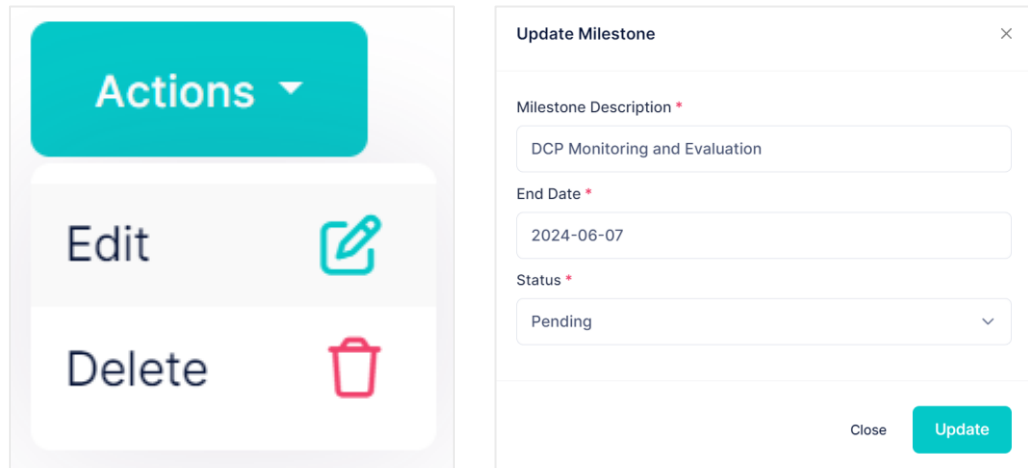 Actions
Edit
Delete
Update Milestone
Milestone Description *
DCP Monitoring and Evaluation
End Date *
2024-06-07
Status *
Pending
Close
Update